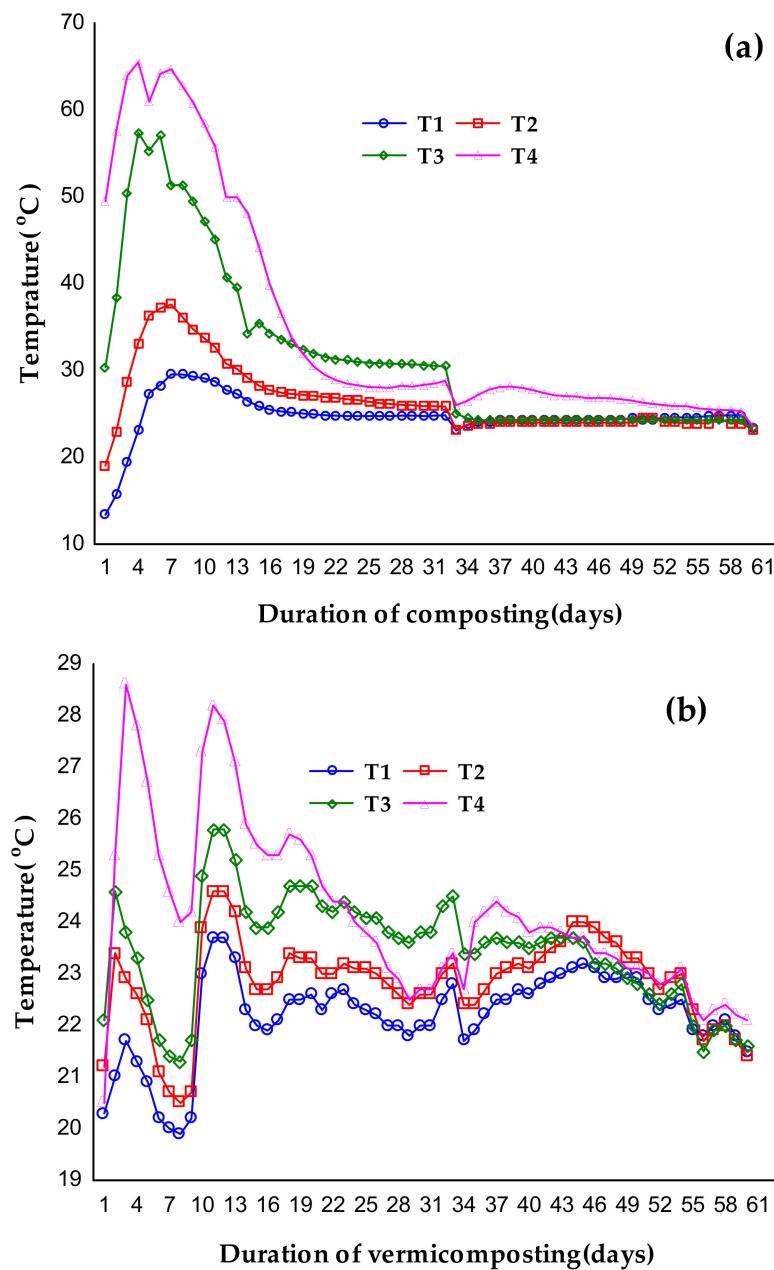 70
(a)
60
T1 T2
T3 T4
50
40
30
20
10
Temprature( ᴼC)
1 4 7 10 13 16 19 22 25 28 31 34 37 40 43 46 49 52 55 58 61
Duration of composting(days)
29
(b)
28
27
T1 T2
T3 T4
26
25
24
23
22
21
20
19
Temperature( ᴼC)
1 4 7 10 13 16 19 22 25 28 31 34 37 40 43 46 49 52 55 58 61
Duration of vermicomposting(days)